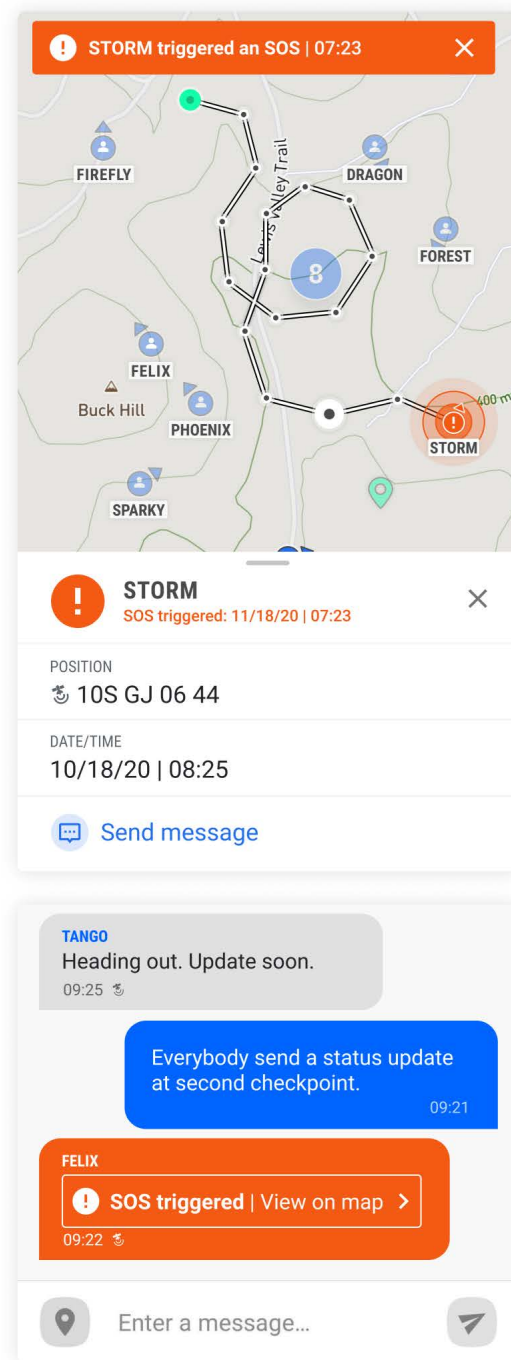 STORM triggered an SOS | 07:23
FIREFLY
Lewis Valley Trail
DRAGON
8
FOREST
FELIX
Buck Hill
PHOENIX
400 m
STORM
SPARKY
STORM
SOS triggered: 11/18/20 | 07:23
POSITION
10S GJ 06 44
DATE/TIME
10/18/20 | 08:25
Send message
TANGO
Heading out. Update soon.
09:25
Everybody send a status update
at second checkpoint.
09:21
FELIX
SOS triggered | View on map
09:22
Enter a message...